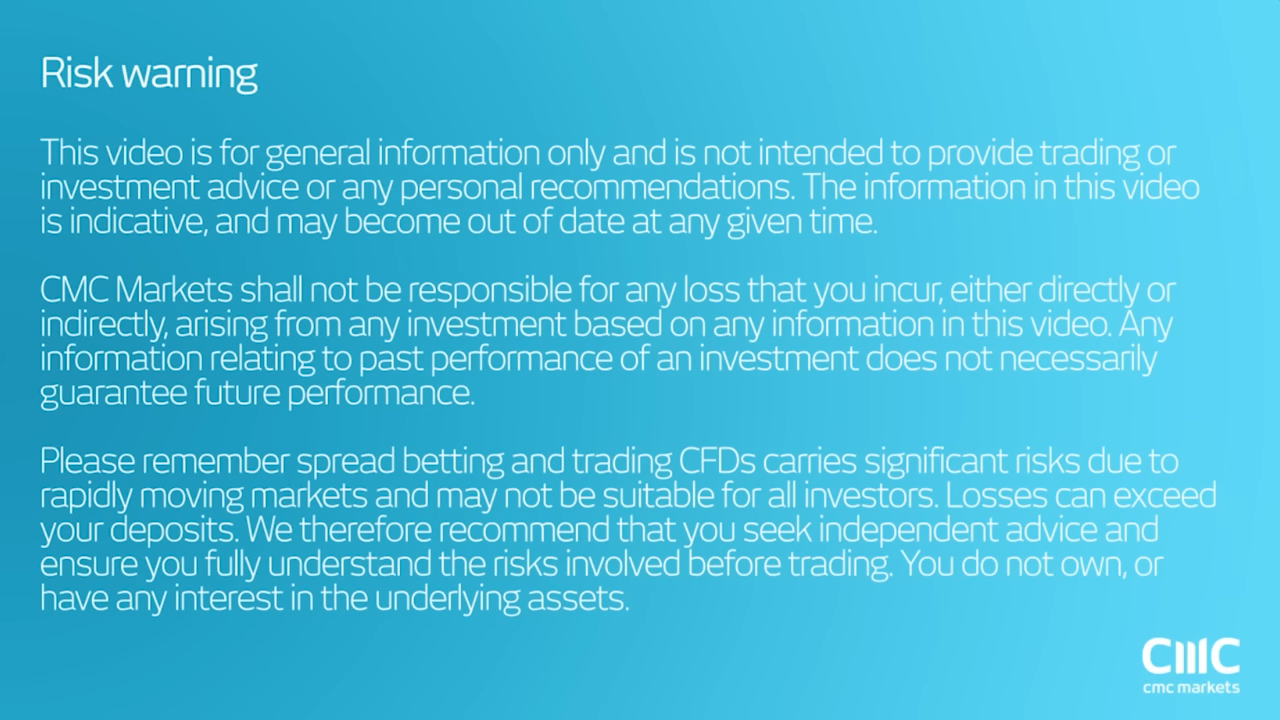 Risk warning
This video is for general information only and is not intended to provide trading or
investment advice or any personal recommendations. The information in this video
is indicative, and may become out of date at any given time.
CMC Markets shall not be responsible for any loss that you incur, either directly or
indirectly, arising from any investment based on any information in this video. Any
information relating to past performance of an investment does not necessarily
guarantee future performance.
Please remember spread betting and trading CFDs carries significant risks due to
rapidly moving markets and may not be suitable for all investors. Losses can exceed
your deposits. We therefore recommend that you seek independent advice and
ensure you fully understand the risks involved before trading. You do not own, or
have any interest in the underlying assets.
CMC
cmc markets